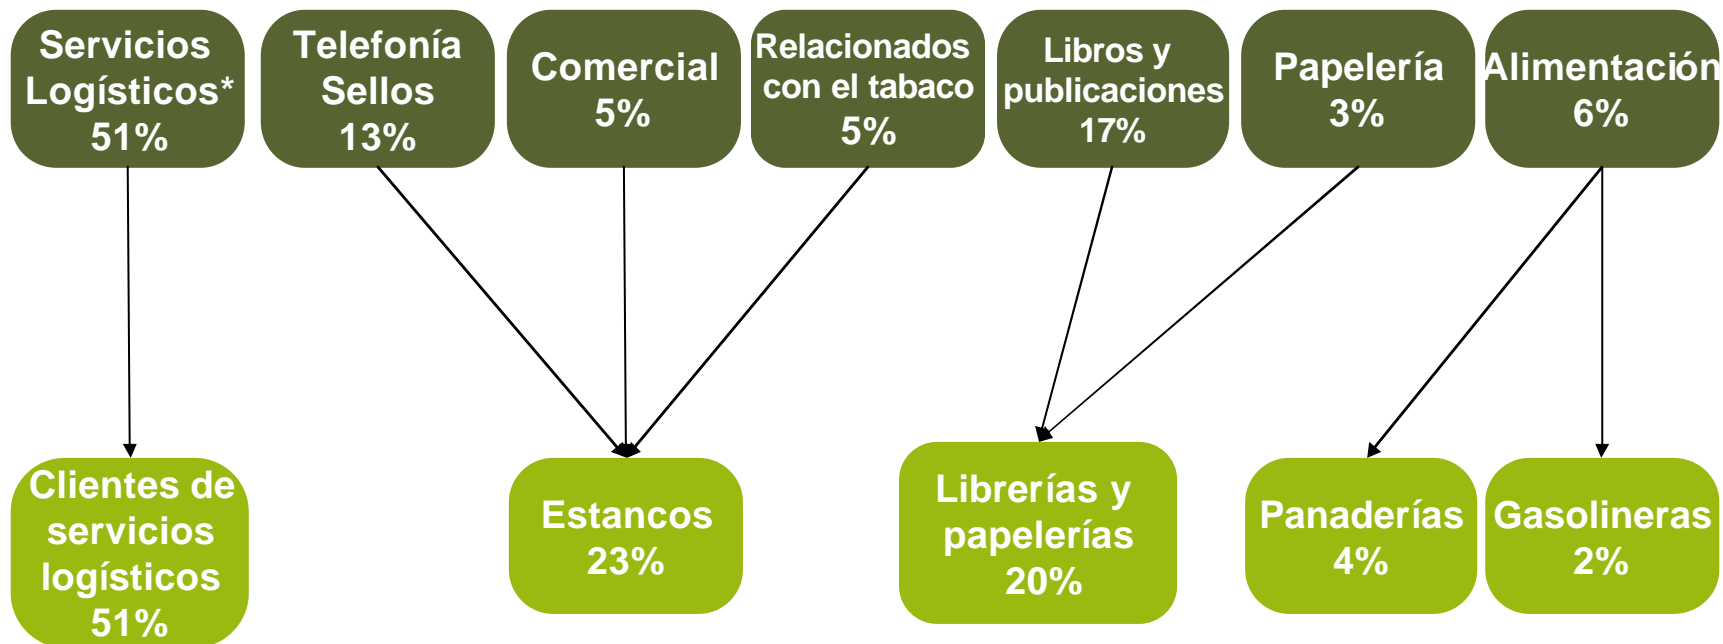 Servicios
Logísticos*
51%
Telefonía
Sellos
13%
Comercial
5%
Relacionados
con el tabaco
5%
Libros y
publicaciones
17%
Papelería
3%
Alimentación
6%
Clientes de
servicios
logísticos
51%
Estancos
23%
Librerías y
papelerías
20%
Panaderías
4%
Gasolineras
2%